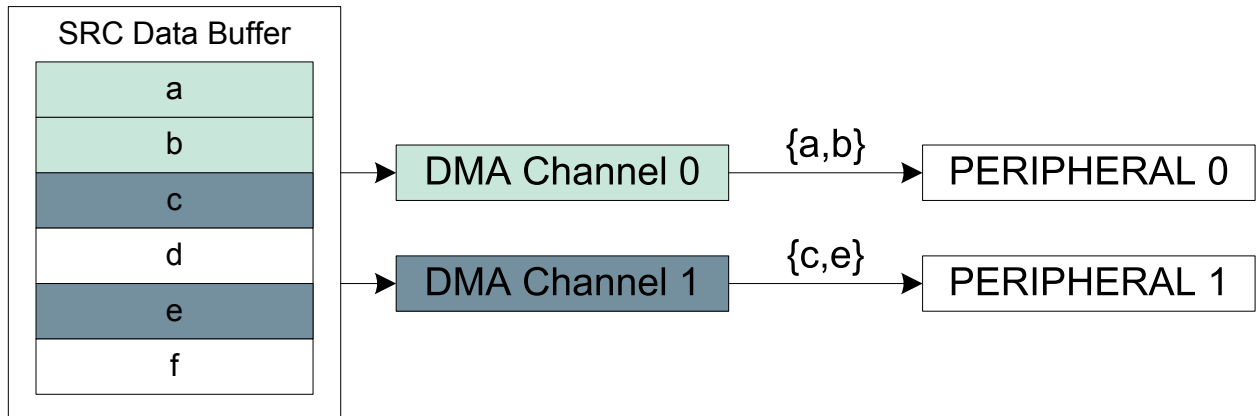 SRC Data Buffer
a
b
c
d
e
f
DMA Channel 0
{a,b}
PERIPHERAL 0
DMA Channel 1
{c,e}
PERIPHERAL 1